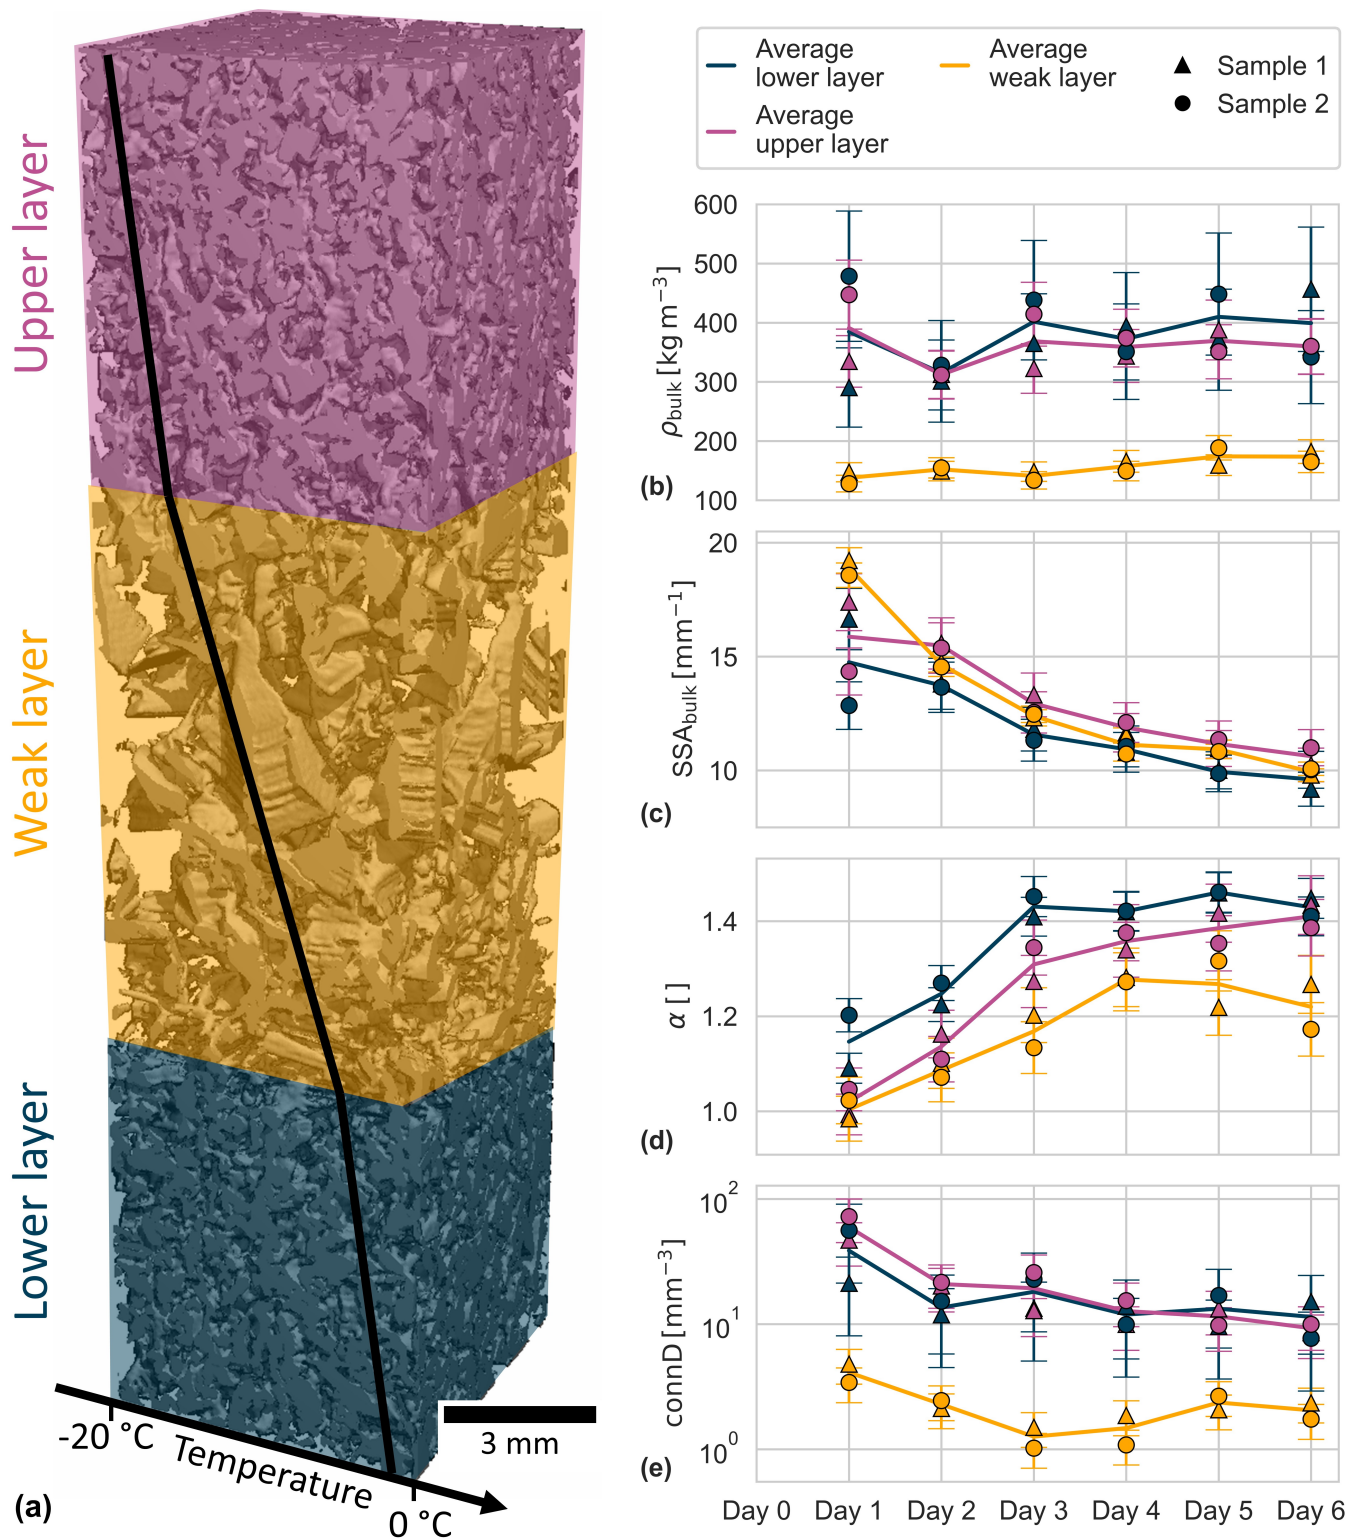 Upper layer
Weak layer
Lower layer
-20 °C
Temperature
0 °C
3 mm
(a)
Average
lower layer
Average
upper layer
Average
weak layer
Sample 1
Sample 2
600
500
400
300
200
100
ρbulk [kg m−3]
(b)
20
15
10
SSAbulk [mm−1]
(c)
1.4
1.2
1.0
α [ ]
(d)
10²
10¹
10⁰
connD [mm−3]
(e)
Day 0 Day 1 Day 2 Day 3 Day 4 Day 5 Day 6